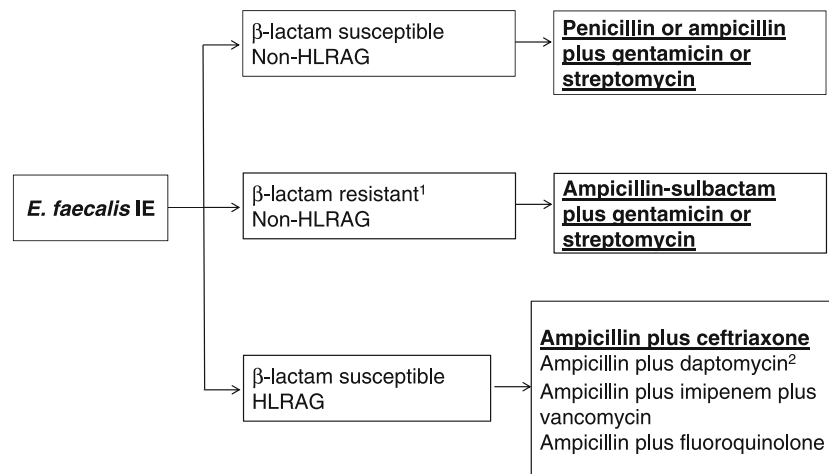 E. faecalis IE
β-lactam susceptible
Non-HLRAG
Penicillin or ampicillin
plus gentamicin or
streptomycin
β-lactam resistant¹
Non-HLRAG
Ampicillin-sulbactam
plus gentamicin or
streptomycin
β-lactam susceptible
HLRAG
Ampicillin plus ceftriaxone
Ampicillin plus daptomycin²
Ampicillin plus imipenem plus
vancomycin
Ampicillin plus fluoroquinolone